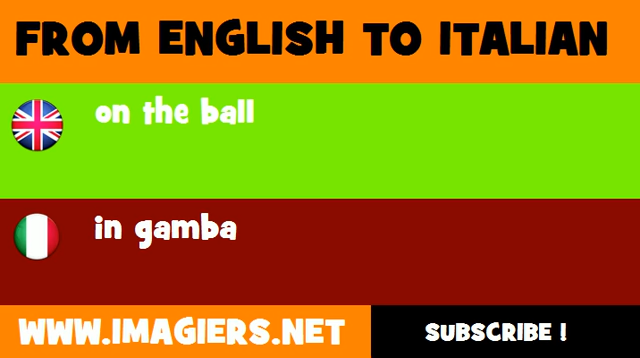 FROM ENGLISH TO ITALIAN
on the ball
in gamba
WWW.IMAGIERS.NET
SUBSCRIBE !